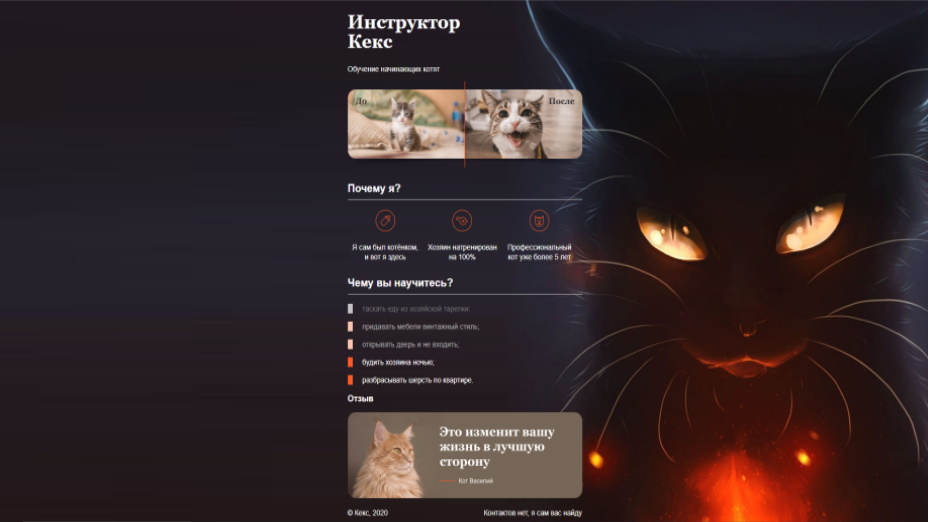 Инструктор
Кекс
Обучение начинающих котят
До
После
Почему я?
Я сам был котёнком,
и вот я здесь
Хозяин натренирован
на 100%
Профессиональный
кот уже более 5 лет
Чему вы научитесь?
таскать еду из хозяйской тарелки;
придавать мебели винтажный стиль;
открывать дверь и не входить;
будить хозяина ночью;
разбрасывать шерсть по квартире.
Отзыв
Это изменит вашу
жизнь в лучшую
сторону
Кот Василий
© Кекс, 2020
Контактов нет, я сам вас найду